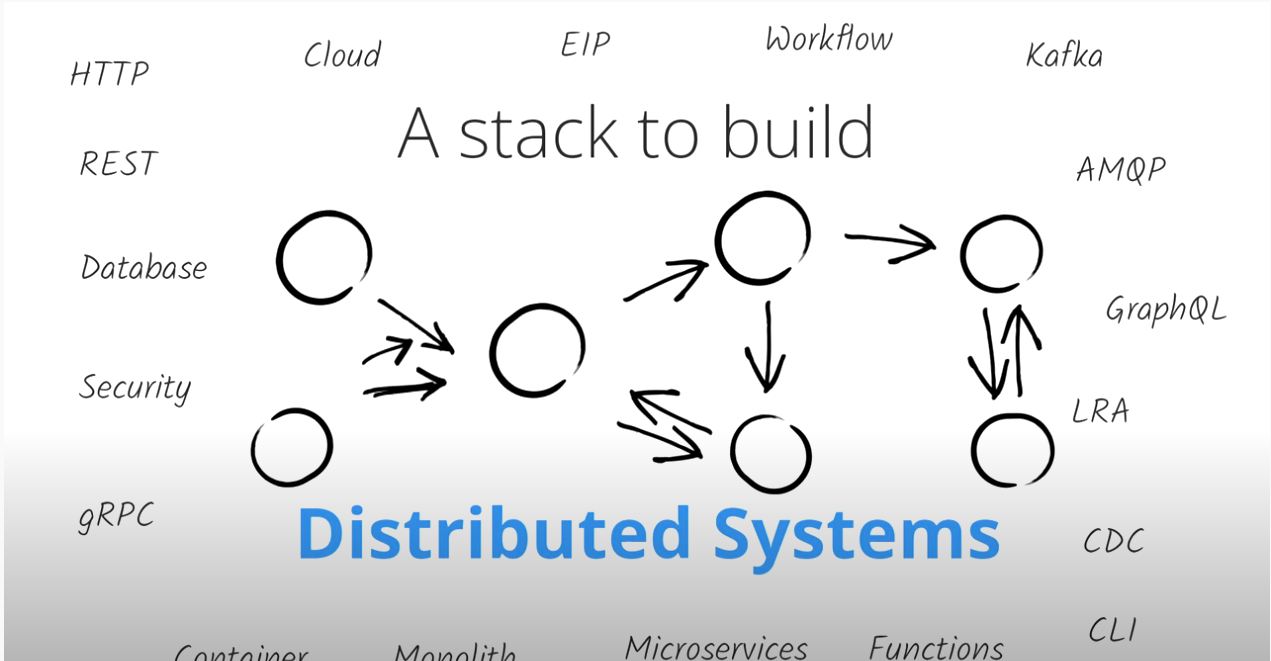 HTTP
Cloud
EIP
Workflow
Kafka
A stack to build
REST
AMQP
Database
GraphQL
Security
LRA
gRPC
Distributed Systems
CDC
CLI
Container
Monolith
Microservices
Functions